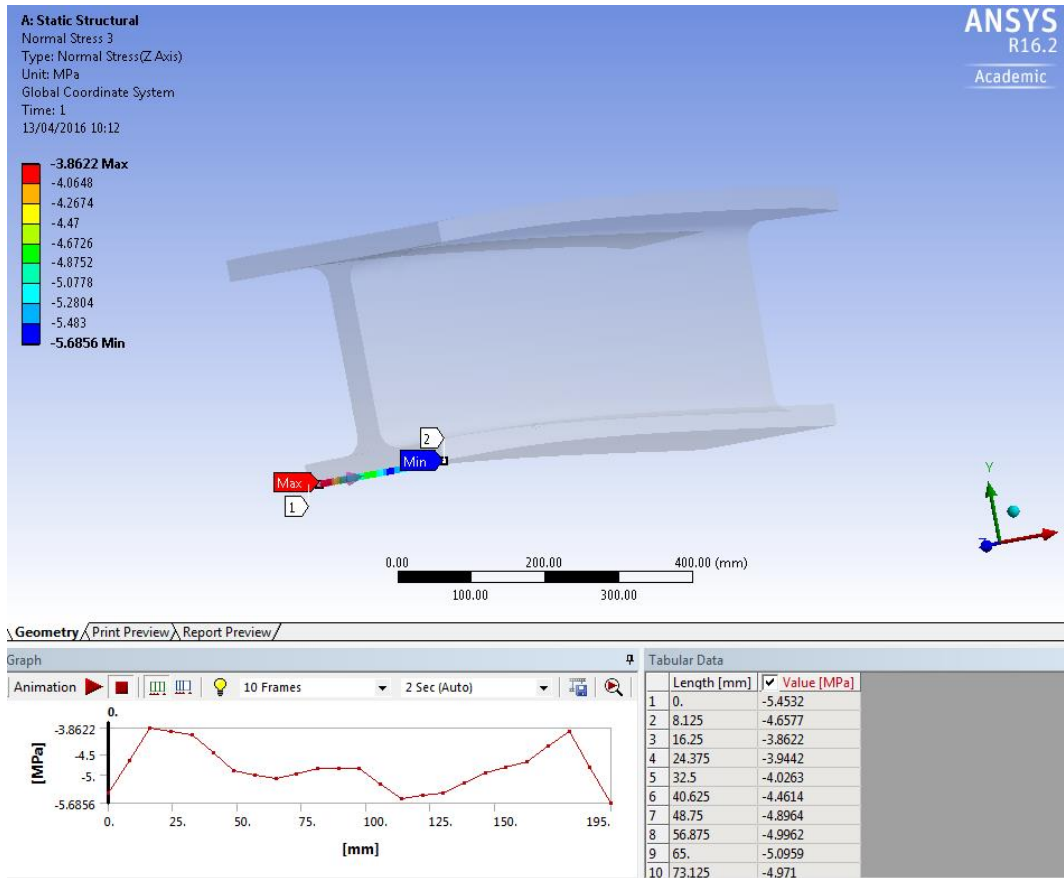 A: Static Structural
Normal Stress 3
Type: Normal Stress(Z Axis)
Unit: MPa
Global Coordinate System
Time: 1
13/04/2016 10:12
ANSYS
R16.2
Academic
-3.8622 Max
-4.0648
-4.2674
-4.47
-4.6726
-4.8752
-5.0778
-5.2804
-5.483
-5.6856 Min
2
Min
Max
1
Y
Z
0.00 200.00 400.00 (mm)
100.00 300.00
Geometry Print Preview Report Preview
Graph
Animation 10 Frames 2 Sec (Auto)
0.
-3.8622
-4.5
-5.
-5.6856
[MPa]
0. 25. 50. 75. 100. 125. 150. 195.
[mm]
Tabular Data
Length [mm] Value [MPa]
1 0. -5.4532
2 8.125 -4.6577
3 16.25 -3.8622
4 24.375 -3.9442
5 32.5 -4.0263
6 40.625 -4.4614
7 48.75 -4.8964
8 56.875 -4.9962
9 65. -5.0959
10 73.125 -4.971